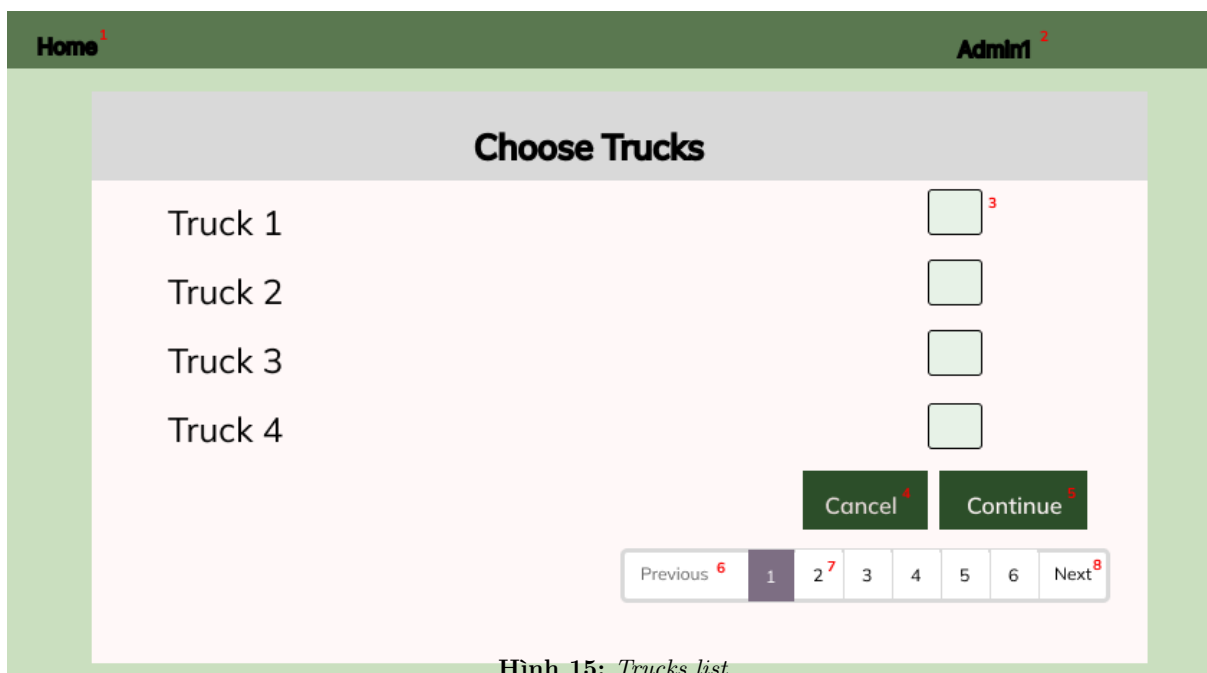 Home 1 Admin1 2
Choose Trucks
Truck 1 3
Truck 2
Truck 3
Truck 4
Cancel 4 Continue 5
Previous 6 1 2 7 3 4 5 6 Next 8
Hình 15: Trucks list